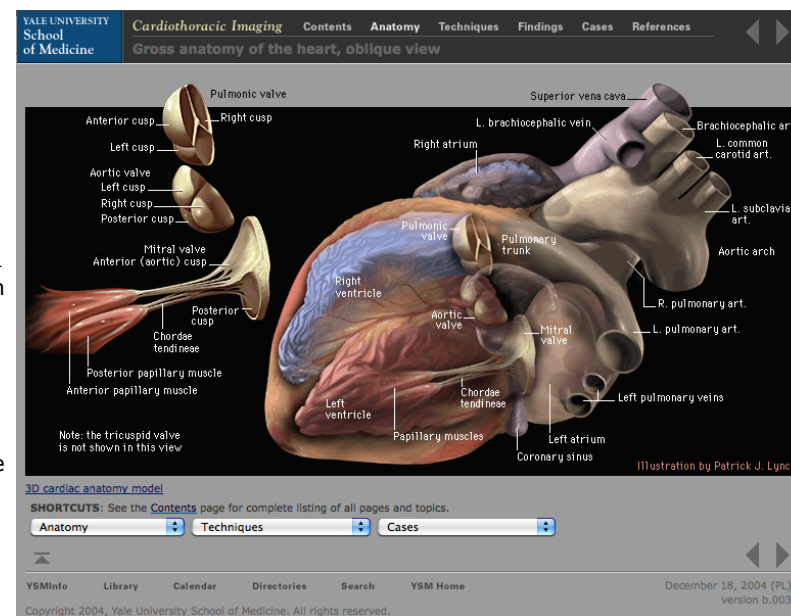 YALE UNIVERSITY
School
of Medicine
Cardiothoracic Imaging Contents Anatomy Techniques Findings Cases References
Gross anatomy of the heart, oblique view
Pulmonic valve
Anterior cusp
Right cusp
Left cusp
Aortic valve
Left cusp
Right cusp
Posterior cusp
Mitral valve
Anterior (aortic) cusp
Posterior
cusp
Chordae
tendineae
Posterior papillary muscle
Anterior papillary muscle
Note: the tricuspid valve
is not shown in this view
Superior vena cava
L. brachiocephalic vein
Right atrium
Brachiocephalic ar
L. common
carotid art.
L. subclavia
art.
Aortic arch
Pulmonic
valve
Pulmonary
trunk
Right
ventricle
R. pulmonary art.
L. pulmonary art.
Aortic
valve
Mitral
valve
Chordae
tendineae
Left pulmonary veins
Left
ventricle
Papillary muscles
Left atrium
Coronary sinus
Illustration by Patrick J. Lync
3D cardiac anatomy model
SHORTCUTS: See the Contents page for complete listing of all pages and topics.
Anatomy Techniques Cases
YSMInfo Library Calendar Directories Search YSM Home
December 18, 2004 (PL)
version b.003
Copyright 2004, Yale University School of Medicine. All rights reserved.